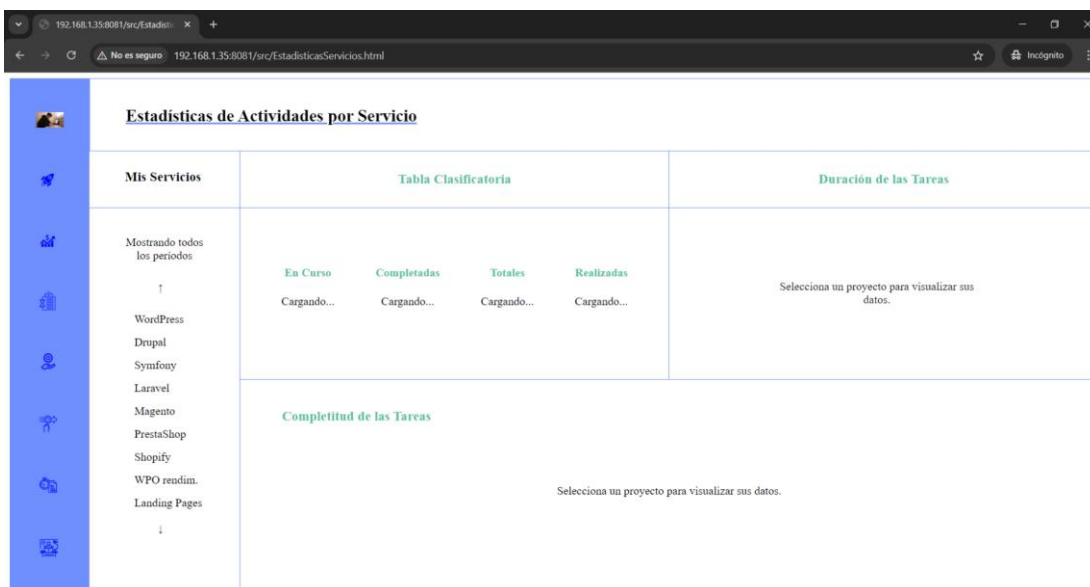 192.168.1.35:8081/src/Estadísti
No es seguro 192.168.1.35:8081/src/EstadisticasServicios.html
Incógnito
Estadísticas de Actividades por Servicio
Mis Servicios
Tabla Clasificatoria
Duración de las Tareas
Mostrando todos
los períodos
↑
WordPress
Drupal
Symfony
Laravel
Magento
PrestaShop
Shopify
WPO rendim.
Landing Pages
↓
En Curso Completadas Totales Realizadas
Cargando... Cargando... Cargando... Cargando...
Selecciona un proyecto para visualizar sus
datos.
Completitud de las Tareas
Selecciona un proyecto para visualizar sus datos.